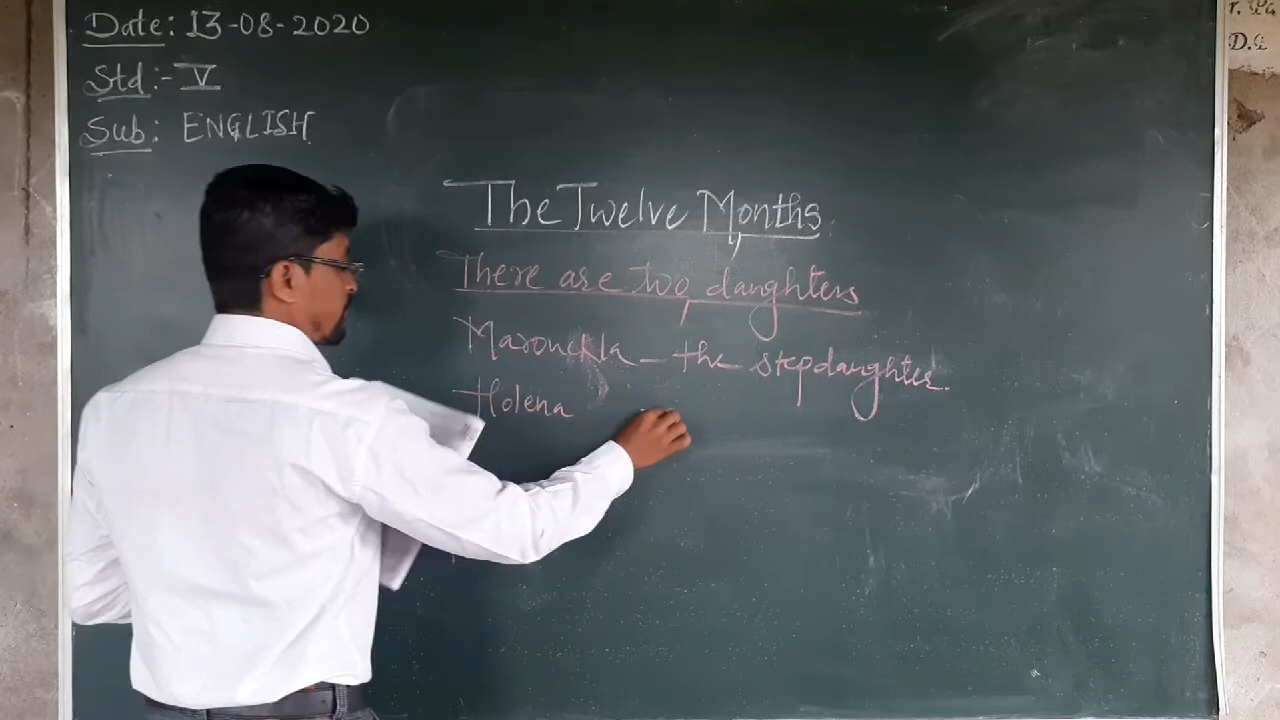 Date: 13-08-2020
Std:- V
Sub: ENGLISH
The Twelve Months
There are two daughters
Marouckla - the stepdaughter.
Holena
D.